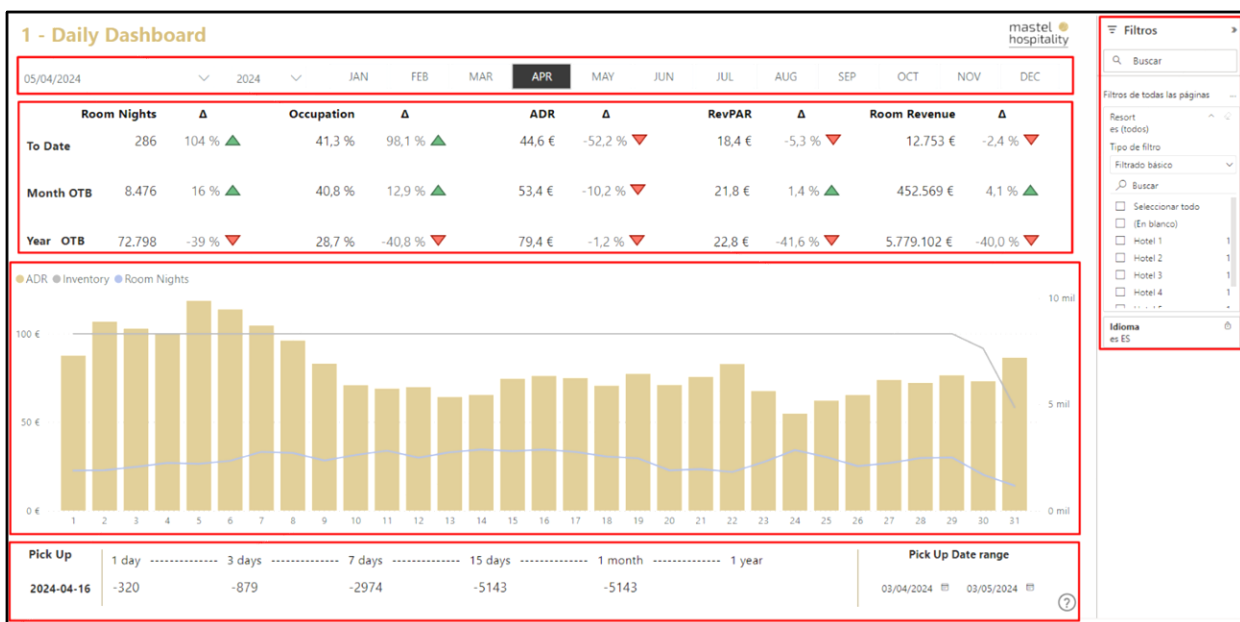 1 - Daily Dashboard
mastel
hospitality
05/04/2024 2024 JAN FEB MAR APR MAY JUN JUL AUG SEP OCT NOV DEC
Room Nights Δ Occupation Δ ADR Δ RevPAR Δ Room Revenue Δ
To Date 286 104 % 41,3 % 98,1 % 44,6 € -52,2 % 18,4 € -5,3 % 12.753 € -2,4 %
Month OTB 8.476 16 % 40,8 % 12,9 % 53,4 € -10,2 % 21,8 € 1,4 % 452.569 € 4,1 %
Year OTB 72.798 -39 % 28,7 % -40,8 % 79,4 € -1,2 % 22,8 € -41,6 % 5.779.102 € -40,0 %
ADR Inventory Room Nights
10 mil
100 €
5 mil
50 €
0 € 0 mil
1 2 3 4 5 6 7 8 9 10 11 12 13 14 15 16 17 18 19 20 21 22 23 24 25 26 27 28 29 30 31
Pick Up 1 day ------------- 3 days ------------- 7 days ------------- 15 days ------------- 1 month ------------- 1 year
2024-04-16 -320 -879 -2974 -5143 -5143
Pick Up Date range
03/04/2024 03/05/2024
?
Filtros »
Buscar
Filtros de todas las páginas ...
Resort
es (todos)
Tipo de filtro
Filtrado básico
Buscar
Seleccionar todo
(En blanco)
Hotel 1 1
Hotel 2 1
Hotel 3 1
Hotel 4 1
Idioma
es ES